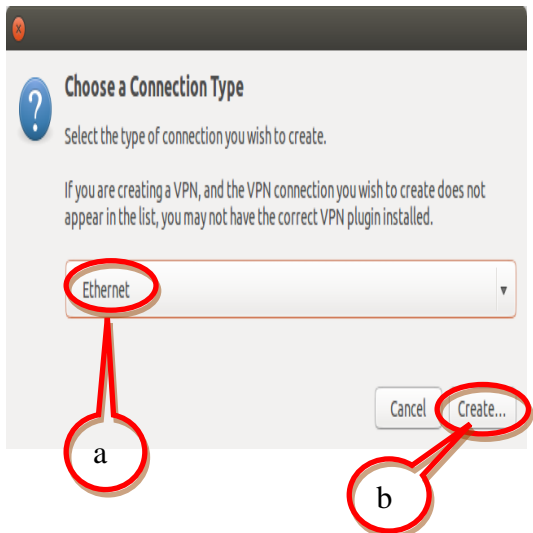 Choose a Connection Type
Select the type of connection you wish to create.
If you are creating a VPN, and the VPN connection you wish to create does not
appear in the list, you may not have the correct VPN plugin installed.
Ethernet
Cancel
Create...
a
b